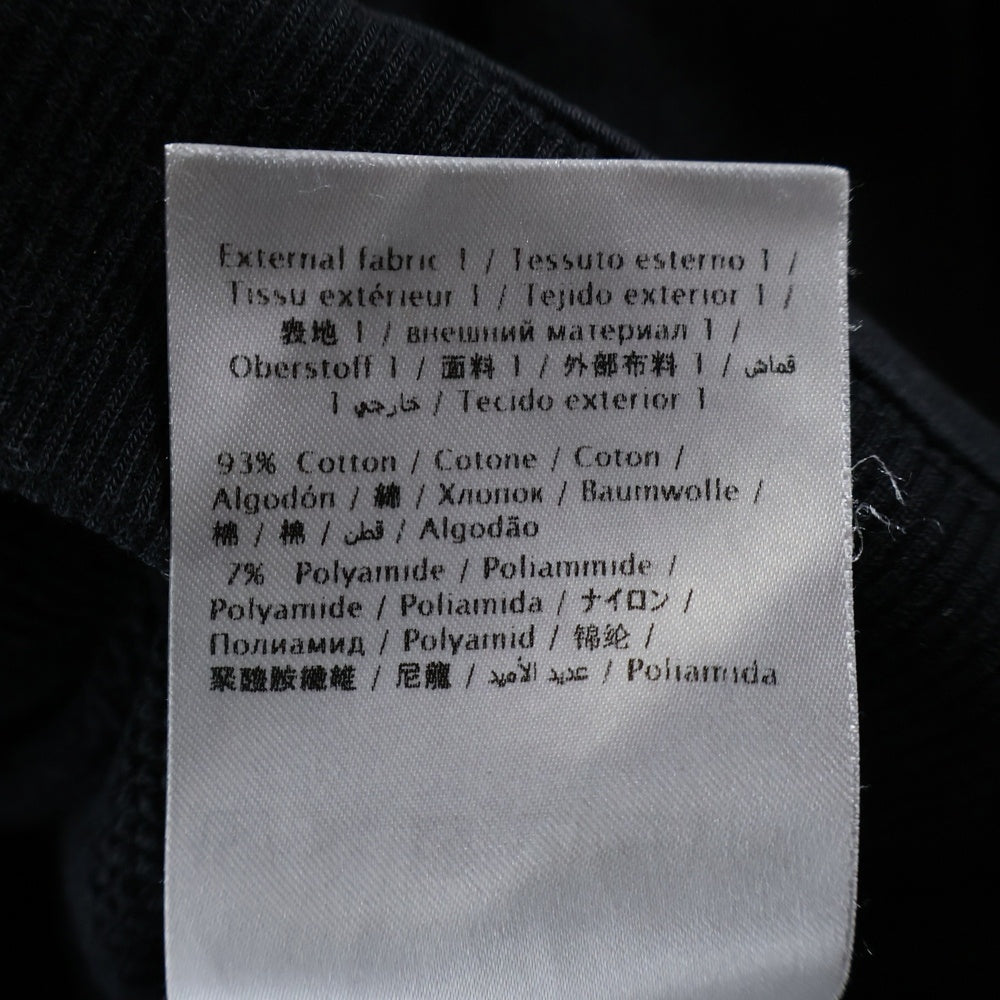 External fabric 1 / Tessuto esterno 1 /
Tissu extérieur 1 / Tejido exterior 1 /
表地 1 / внешний материал 1 /
Oberstoff 1 / 面料 1 / 外部布料 1 / قماش
خارجي 1 / Tecido exterior 1
93% Cotton / Cotone / Coton /
Algodón / 綿 / Хлопок / Baumwolle /
棉 / 棉 / قطن / Algodão
7% Polyamide / Poliammide /
Polyamide / Poliamida / ナイロン /
Полиамид / Polyamid / 锦纶 /
聚醯胺纖維 / 尼龍 / عديد الأميد / Poliamida